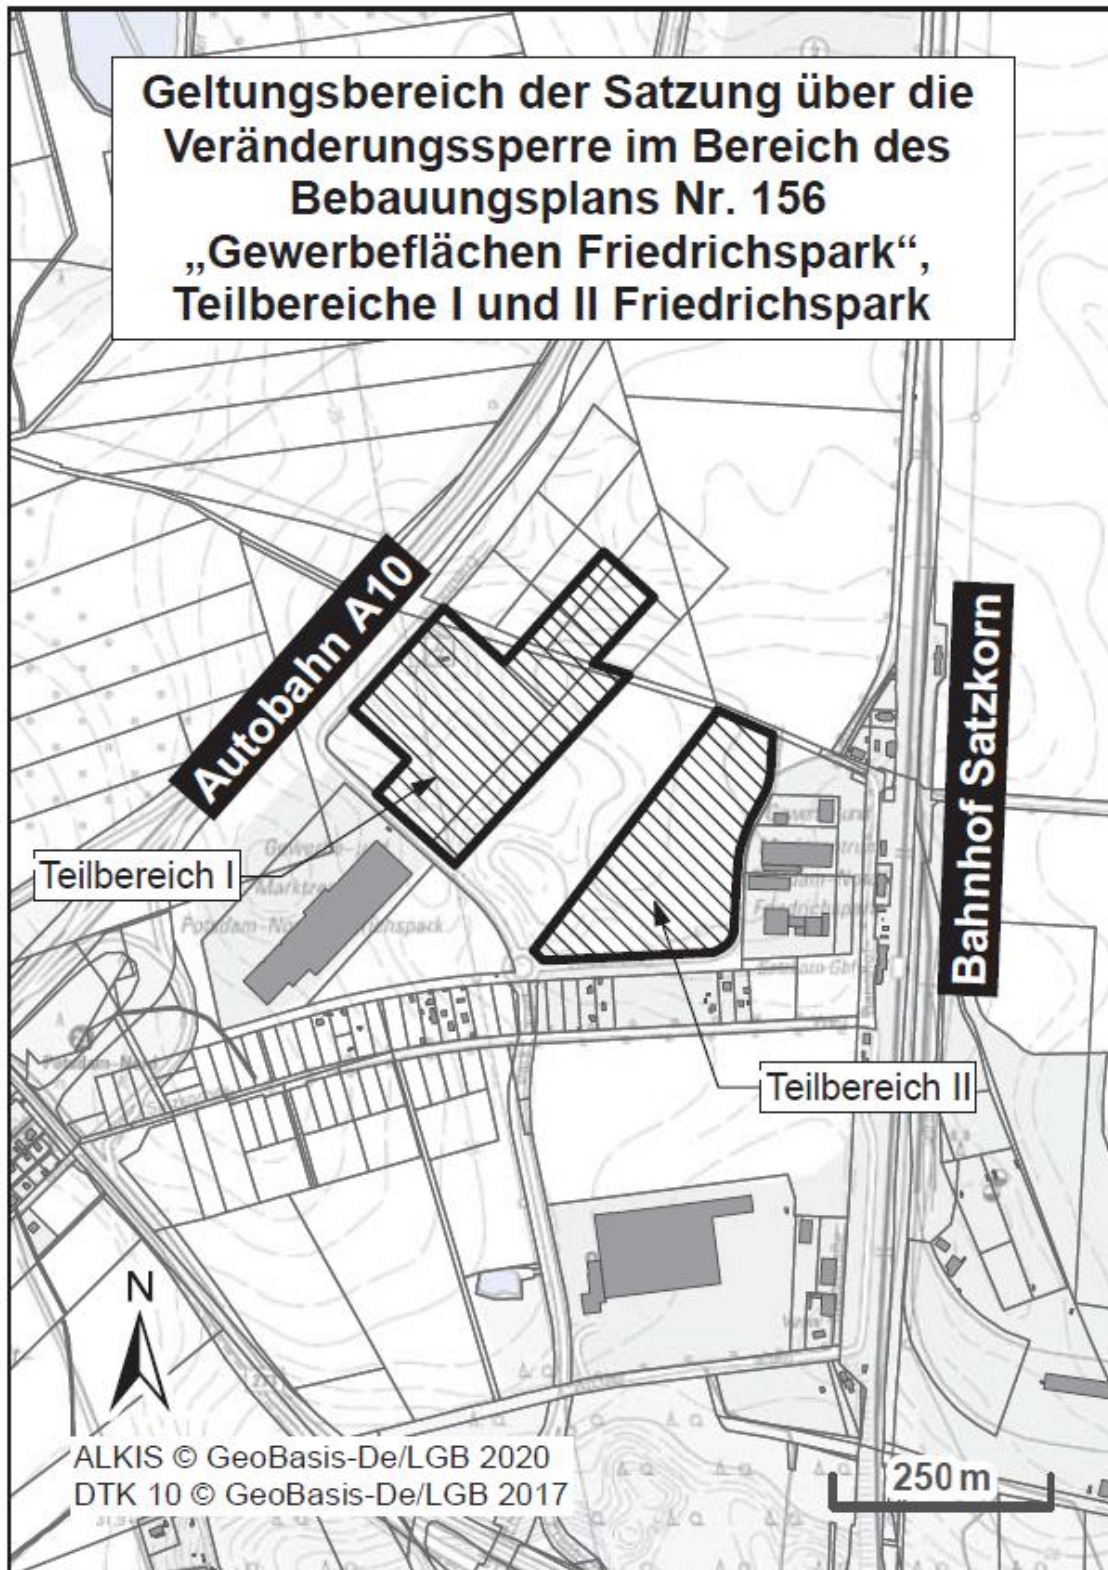 Geltungsbereich der Satzung über die
Veränderungssperre im Bereich des
Bebauungsplans Nr. 156
„Gewerbeflächen Friedrichspark“,
Teilbereiche I und II Friedrichspark
Autobahn A10
Bahnhof Satzkorn
Teilbereich I
Teilbereich II
N
ALKIS © GeoBasis-De/LGB 2020
DTK 10 © GeoBasis-De/LGB 2017
250 m